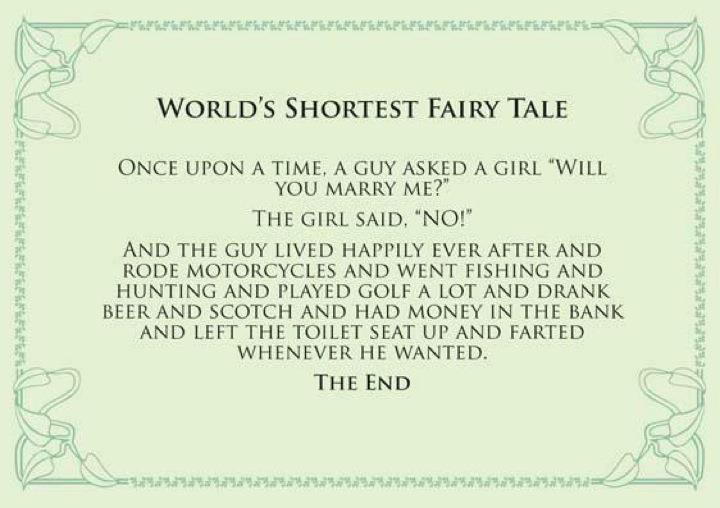 World's Shortest Fairy Tale
Once upon a time, a guy asked a girl “Will
you marry me?”
The girl said, “NO!”
And the guy lived happily ever after and
rode motorcycles and went fishing and
hunting and played golf a lot and drank
beer and scotch and had money in the bank
and left the toilet seat up and farted
whenever he wanted.
The End